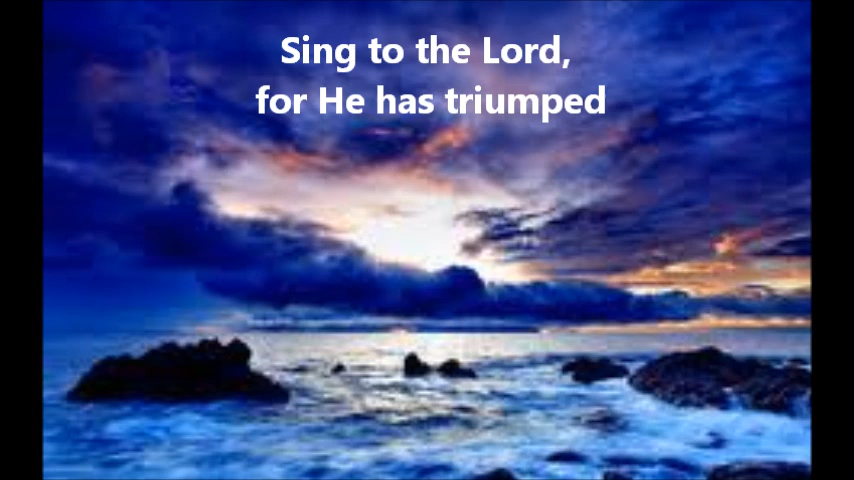 Sing to the Lord,
for He has triumped